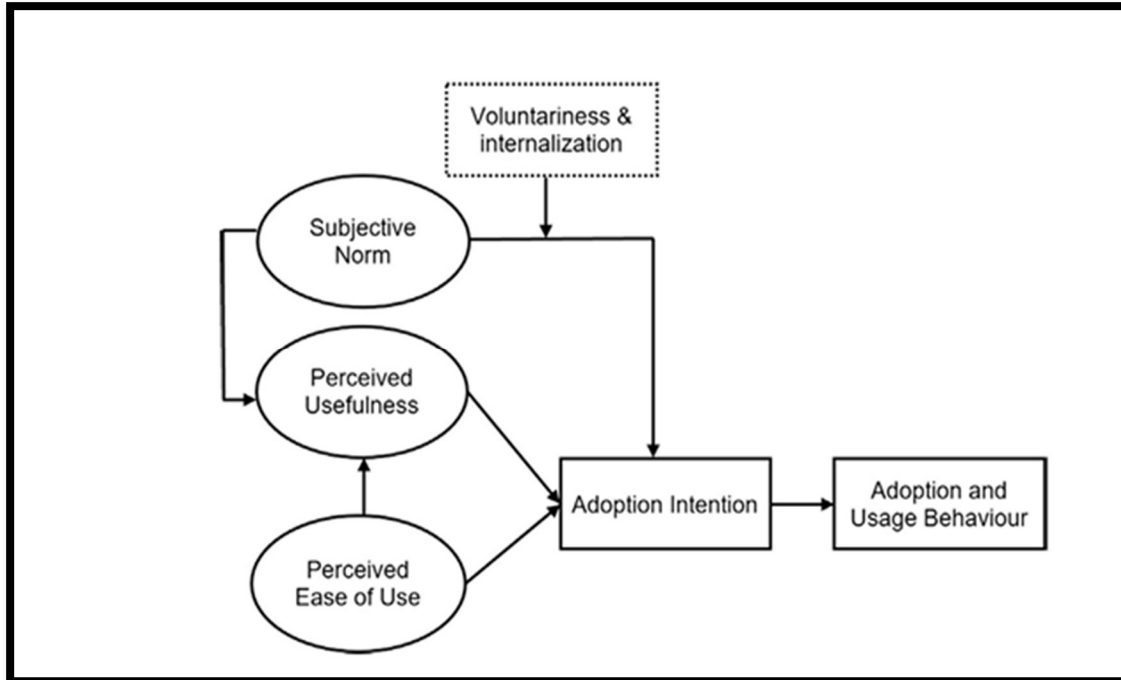 Voluntariness &
internalization
Subjective
Norm
Perceived
Usefulness
Adoption Intention
Adoption and
Usage Behaviour
Perceived
Ease of Use